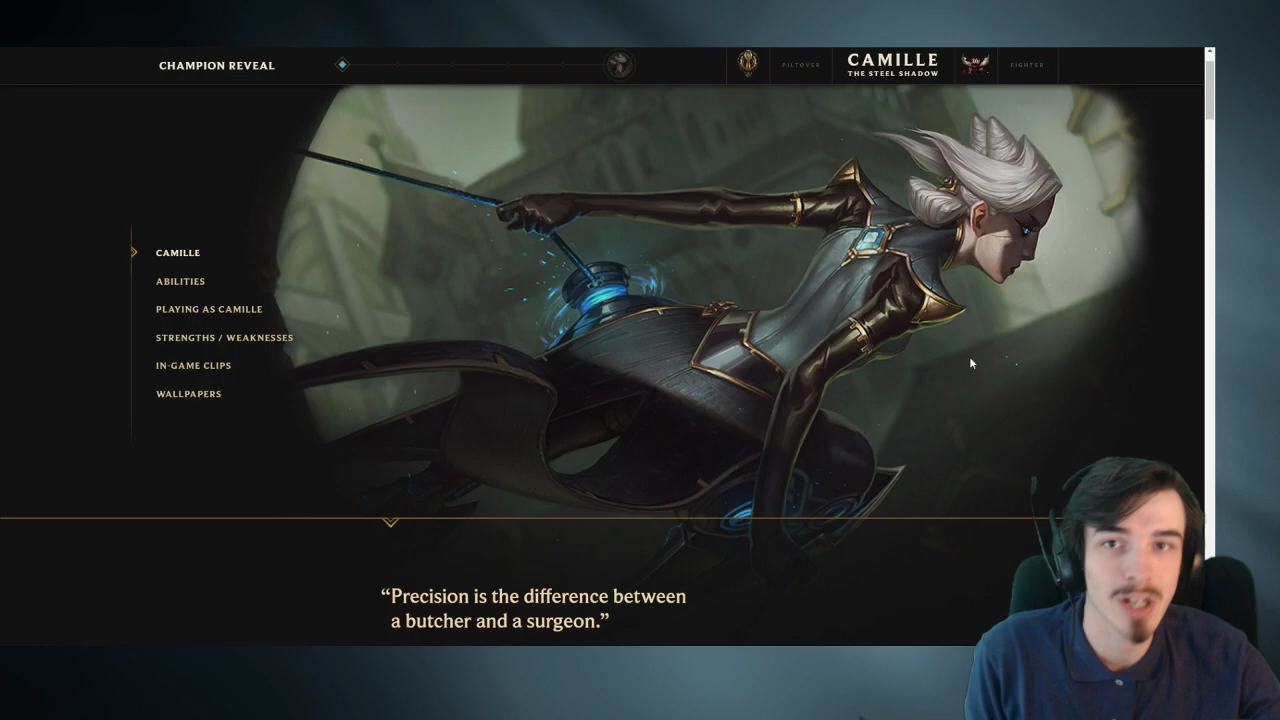 CHAMPION REVEAL
PILTOVER
CAMILLE
THE STEEL SHADOW
FIGHTER
CAMILLE
ABILITIES
PLAYING AS CAMILLE
STRENGTHS / WEAKNESSES
IN-GAME CLIPS
WALLPAPERS
“Precision is the difference between
a butcher and a surgeon.”